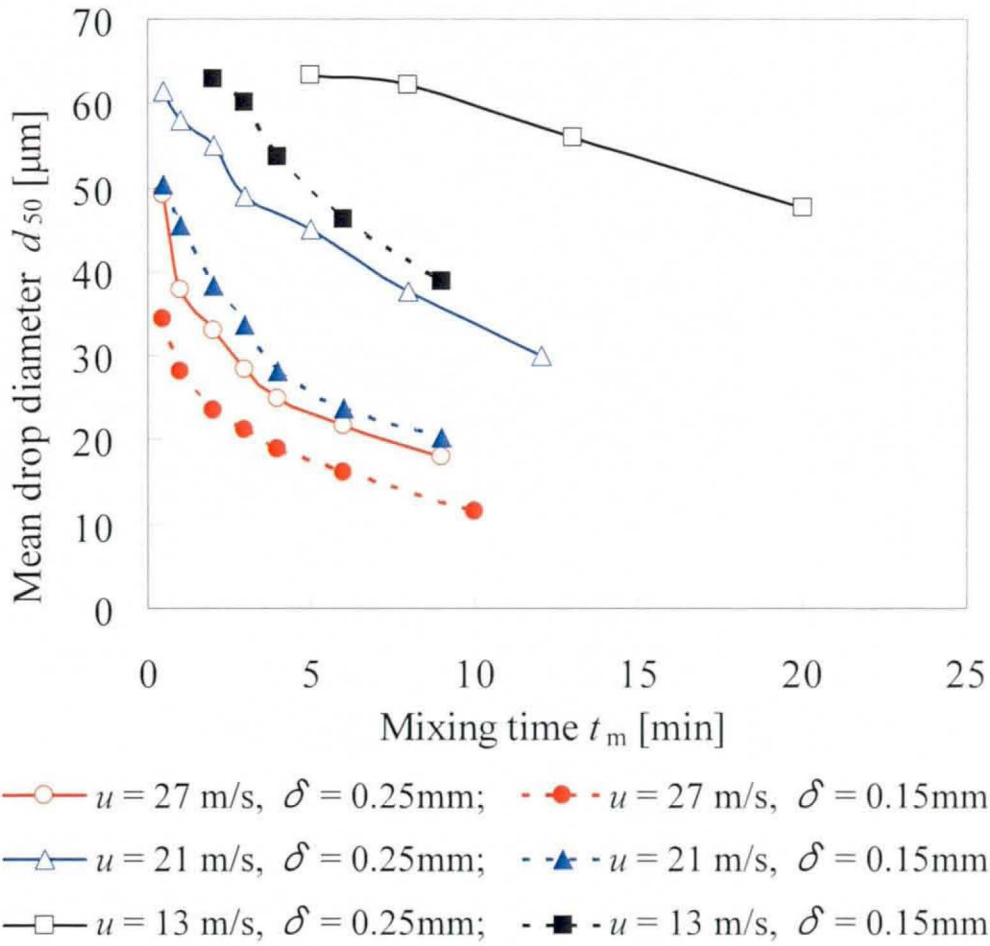 70
60
50
40
30
20
10
0
Mean drop diameter d50 [µm]
0 5 10 15 20 25
Mixing time tm [min]
u = 27 m/s, δ = 0.25mm; u = 27 m/s, δ = 0.15mm
u = 21 m/s, δ = 0.25mm; u = 21 m/s, δ = 0.15mm
u = 13 m/s, δ = 0.25mm; u = 13 m/s, δ = 0.15mm